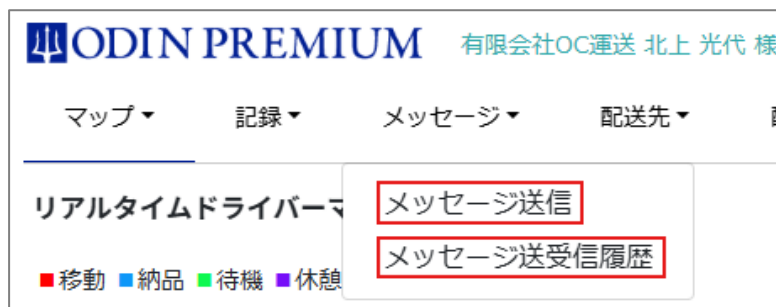 ODIN PREMIUM 有限会社OC運送 北上 光代 様
マップ 記録 メッセージ 配送先
リアルタイムドライバーマ
メッセージ送信
メッセージ送受信履歴
移動 納品 待機 休憩